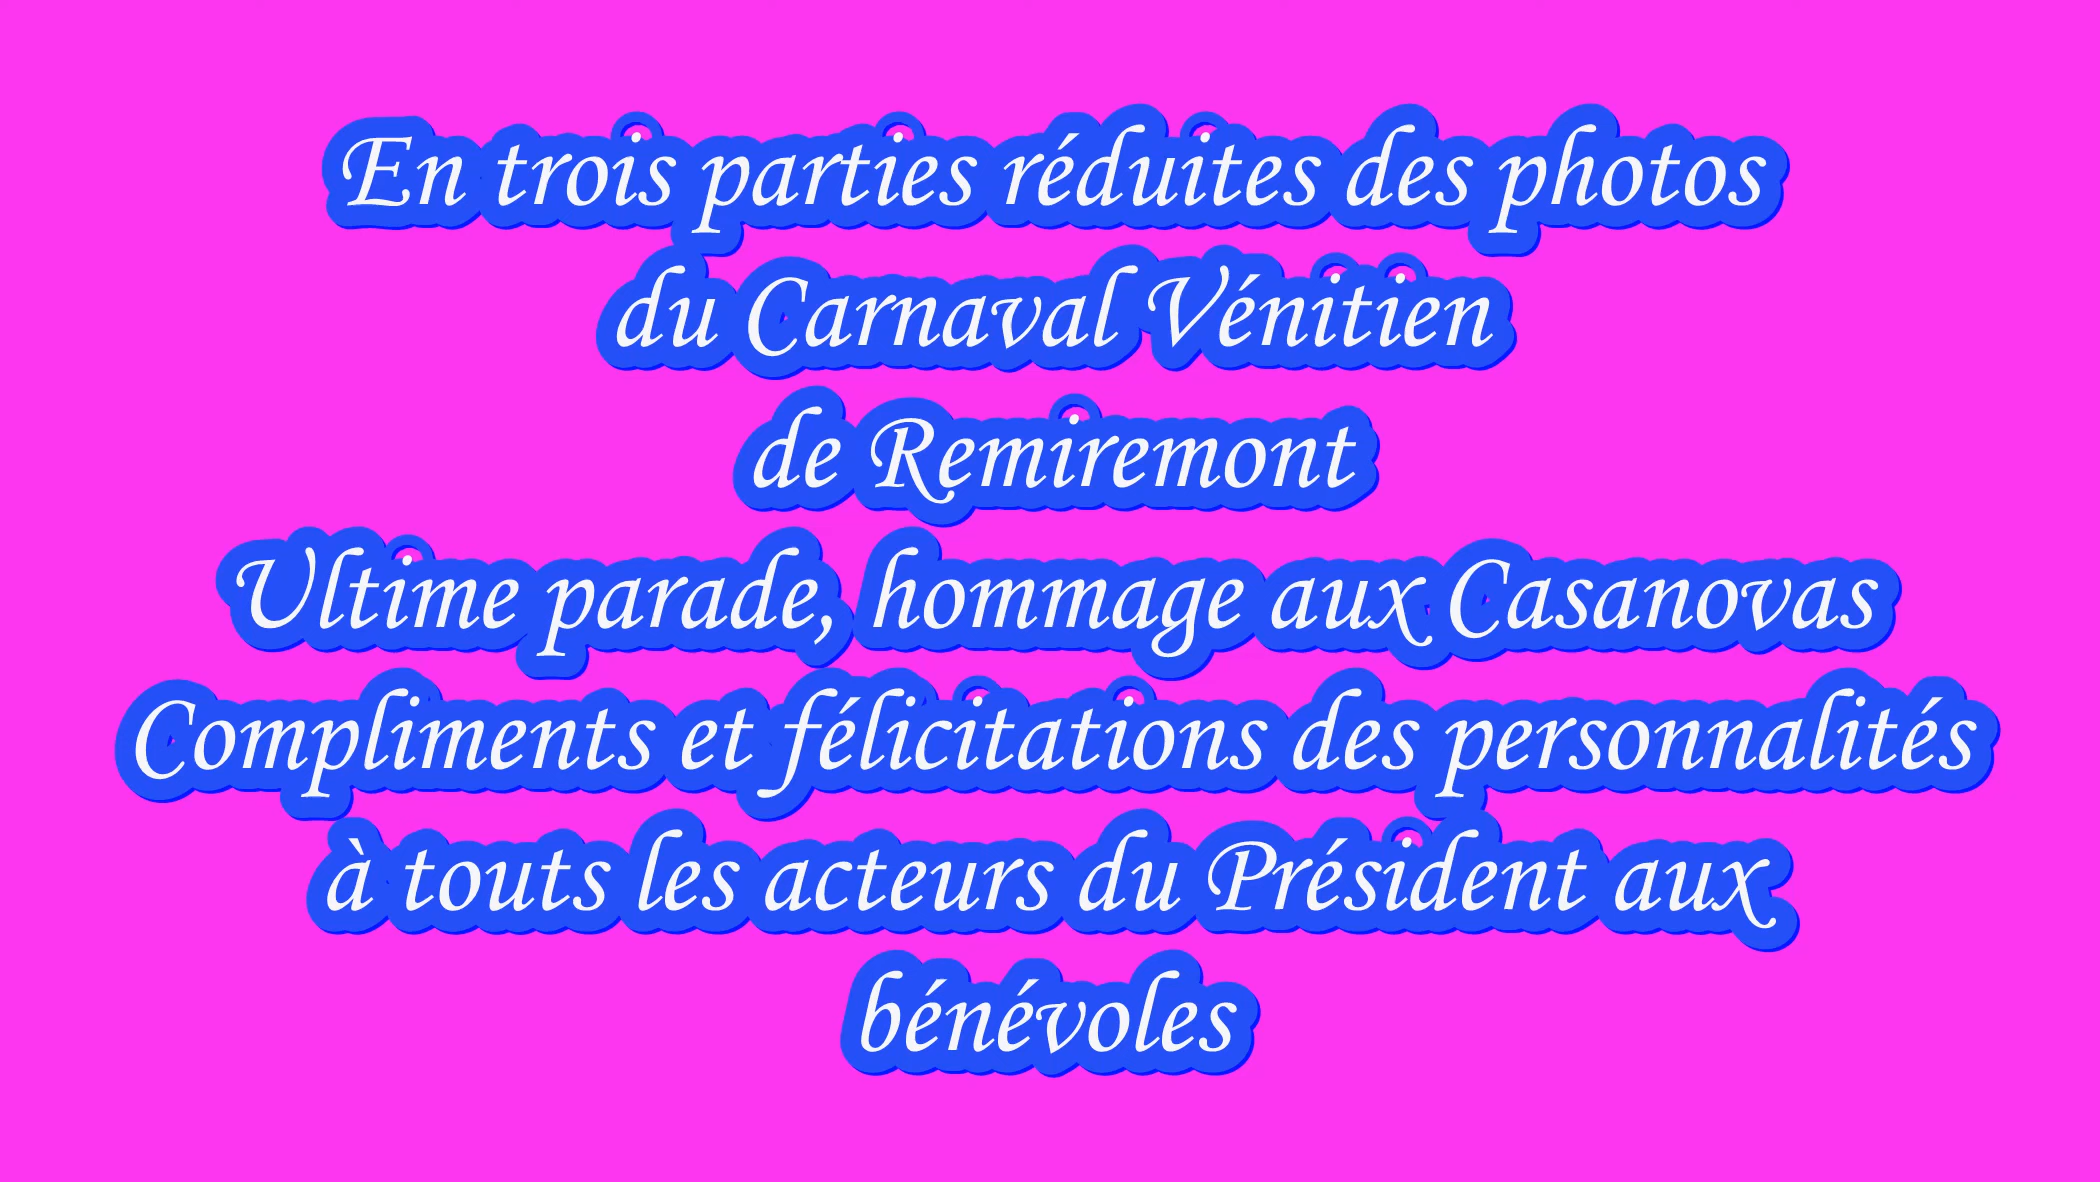 En trois parties réduites des photos
du Carnaval Vénitien
de Remiremont
Ultime parade, hommage aux Casanovas
Compliments et félicitations des personnalités
à touts les acteurs du Président aux
bénévoles